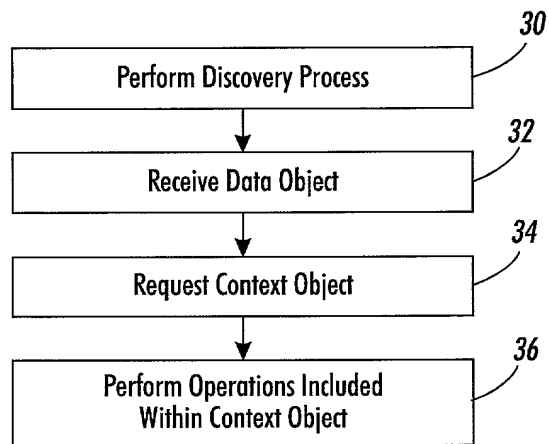 30
Perform Discovery Process
32
Receive Data Object
34
Request Context Object
36
Perform Operations Included
Within Context Object